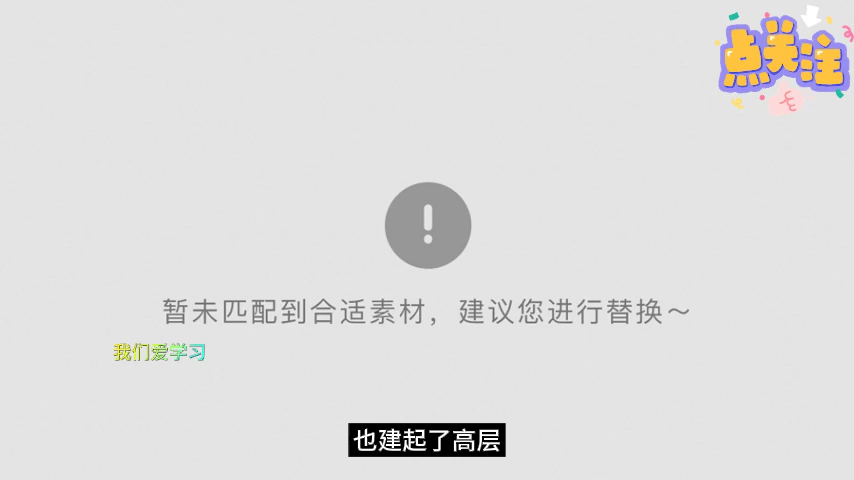 点关注
暂未匹配到合适素材，建议您进行替换～
我们爱学习
也建起了高层